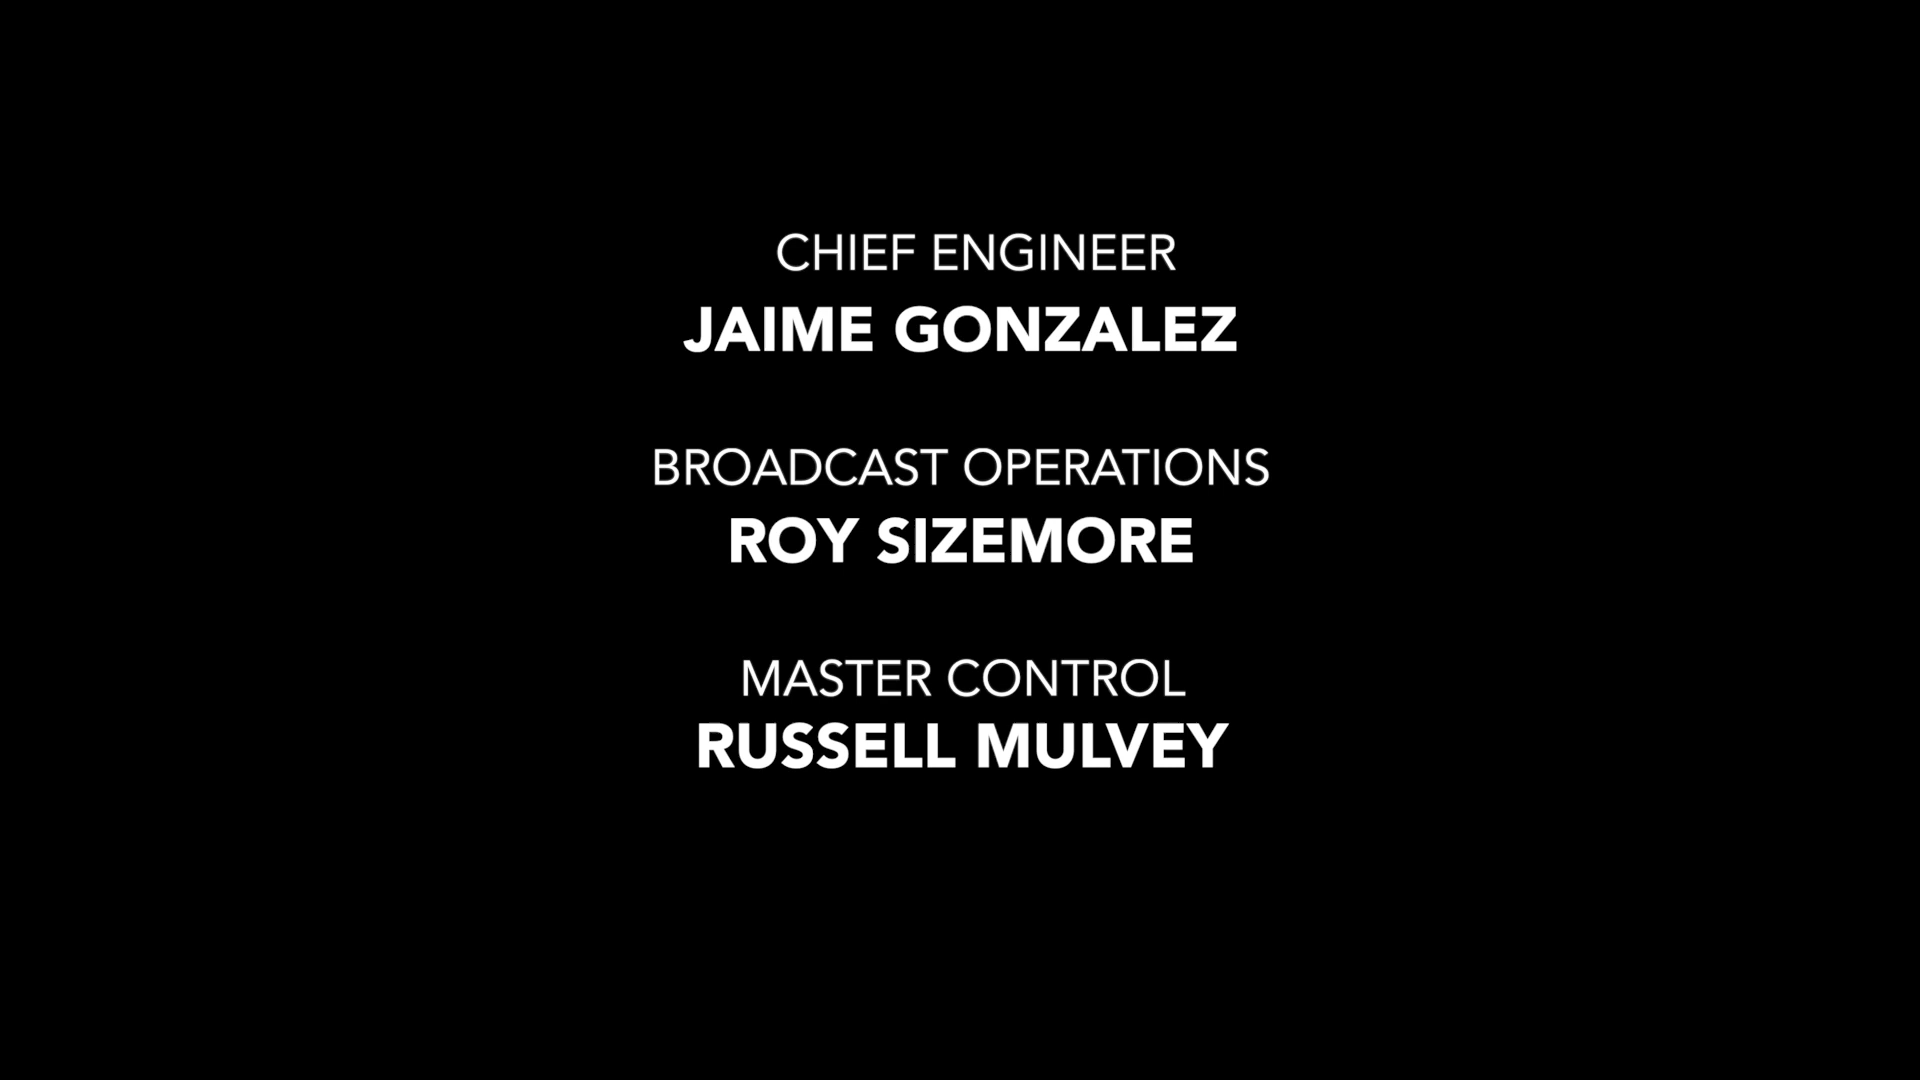 CHIEF ENGINEER
JAIME GONZALEZ
BROADCAST OPERATIONS
ROY SIZEMORE
MASTER CONTROL
RUSSELL MULVEY